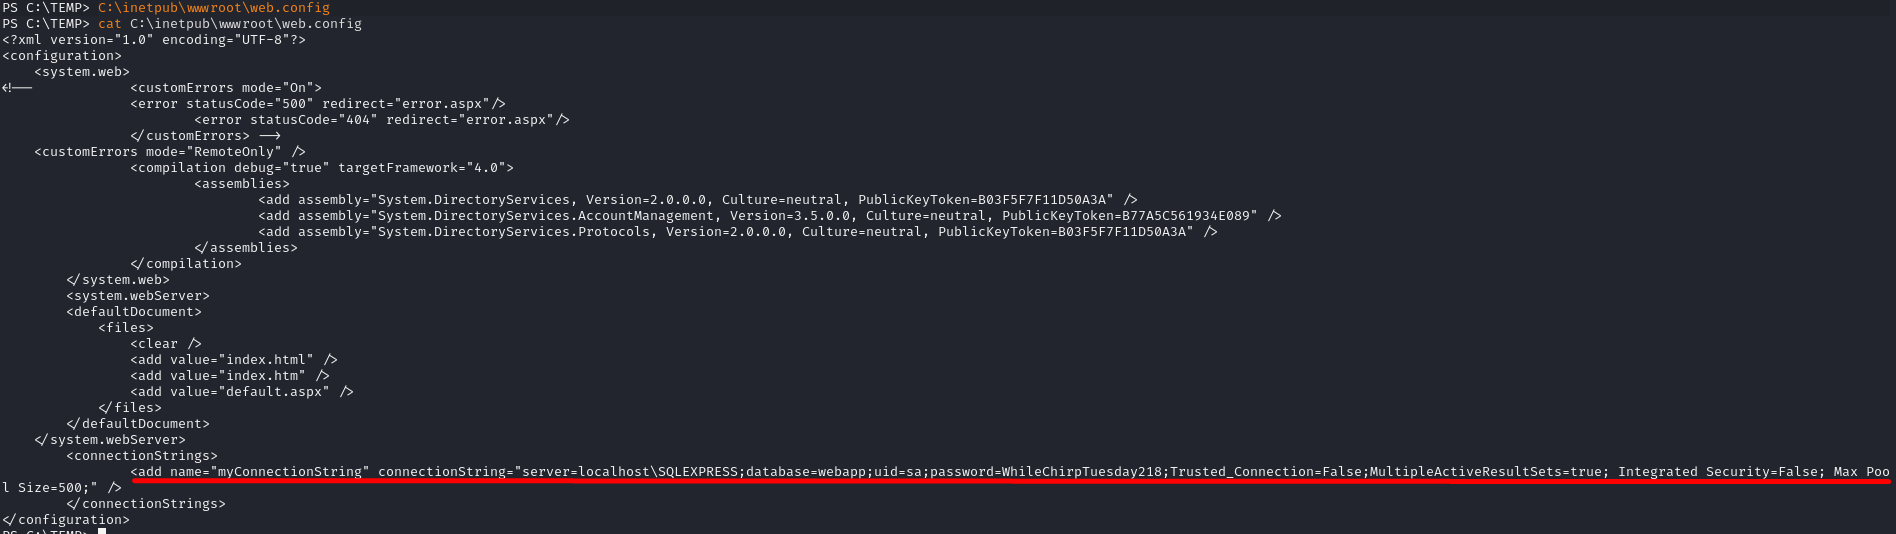 PS C:\TEMP> C:\inetpub\wwwroot\web.config
PS C:\TEMP> cat C:\inetpub\wwwroot\web.config
<?xml version="1.0" encoding="UTF-8"?>
<configuration>
    <system.web>
<!--            <customErrors mode="On">
                <error statusCode="500" redirect="error.aspx"/>
                        <error statusCode="404" redirect="error.aspx"/>
                </customErrors> -->
    <customErrors mode="RemoteOnly" />
                <compilation debug="true" targetFramework="4.0">
                        <assemblies>
                                <add assembly="System.DirectoryServices, Version=2.0.0.0, Culture=neutral, PublicKeyToken=B03F5F7F11D50A3A" />
                                <add assembly="System.DirectoryServices.AccountManagement, Version=3.5.0.0, Culture=neutral, PublicKeyToken=B77A5C561934E089" />
                                <add assembly="System.DirectoryServices.Protocols, Version=2.0.0.0, Culture=neutral, PublicKeyToken=B03F5F7F11D50A3A" />
                        </assemblies>
                </compilation>
        </system.web>
        <system.webServer>
        <defaultDocument>
            <files>
                <clear />
                <add value="index.html" />
                <add value="index.htm" />
                <add value="default.aspx" />
            </files>
        </defaultDocument>
    </system.webServer>
        <connectionStrings>
                <add name="myConnectionString" connectionString="server=localhost\SQLEXPRESS;database=webapp;uid=sa;password=WhileChirpTuesday218;Trusted_Connection=False;MultipleActiveResultSets=true; Integrated Security=False; Max Poo
l Size=500;" />
        </connectionStrings>
</configuration>
PS C:\TEMP>